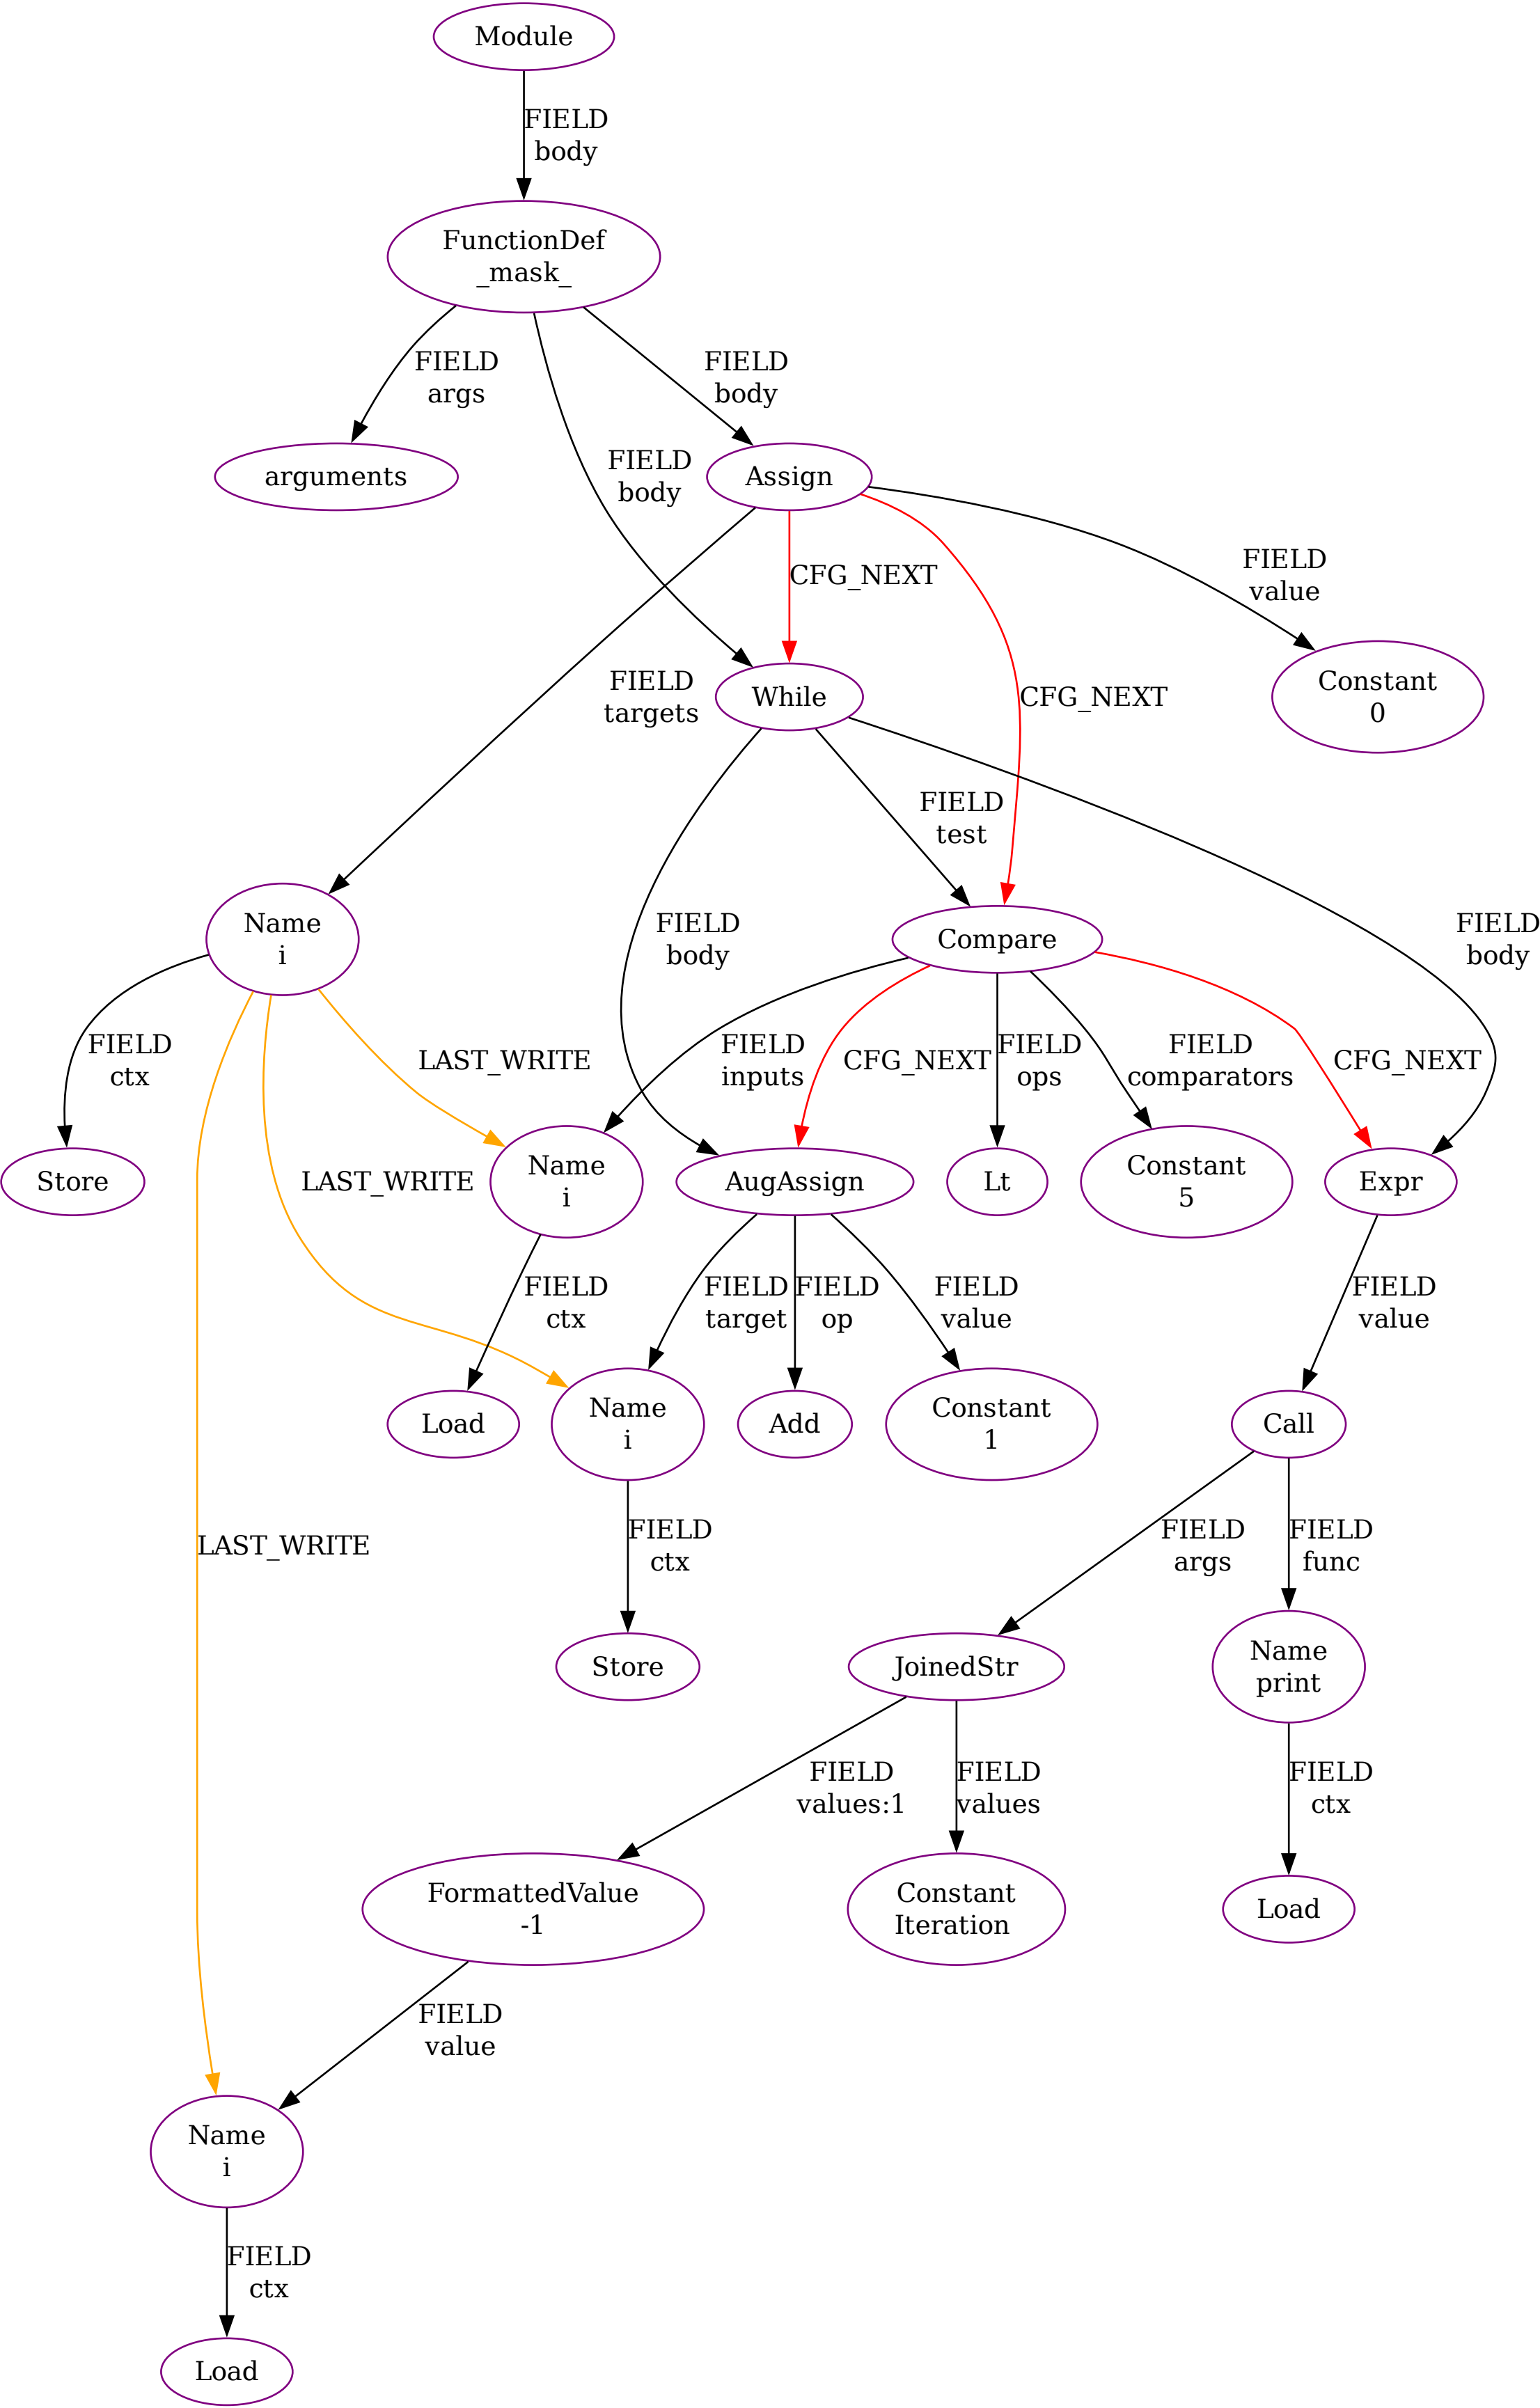 Module
FIELD
body
FunctionDef
_mask_
FIELD
args
FIELD
body
FIELD
body
arguments
Assign
CFG_NEXT
FIELD
value
FIELD
targets
While
CFG_NEXT
Constant
0
FIELD
test
FIELD
body
FIELD
body
Name
i
Compare
FIELD
ctx
LAST_WRITE
FIELD
inputs
CFG_NEXT
FIELD
ops
FIELD
comparators
CFG_NEXT
Store
LAST_WRITE
Name
i
AugAssign
Lt
Constant
5
Expr
FIELD
ctx
FIELD
target
FIELD
op
FIELD
value
FIELD
value
Load
Name
i
Add
Constant
1
Call
LAST_WRITE
FIELD
ctx
FIELD
args
FIELD
func
Store
JoinedStr
Name
print
FIELD
values:1
FIELD
values
FIELD
ctx
FormattedValue
-1
Constant
Iteration
Load
FIELD
value
Name
i
FIELD
ctx
Load